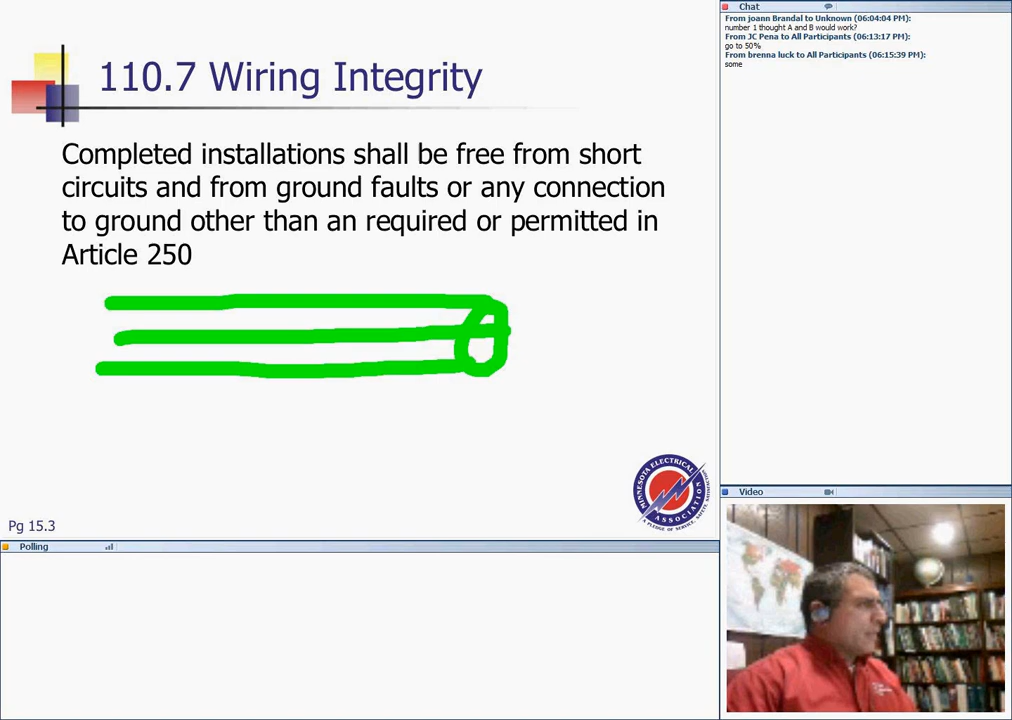 110.7 Wiring Integrity
Completed installations shall be free from short
circuits and from ground faults or any connection
to ground other than an required or permitted in
Article 250
MINNESOTA ELECTRICAL
ASSOCIATION
Pg 15.3
Polling
Chat
From joann Brandal to Unknown (06:04:04 PM):
number 1 thought A and B would work?
From JC Pena to All Participants (06:13:17 PM):
go to 50%
From brenna luck to All Participants (06:15:39 PM):
some
Video